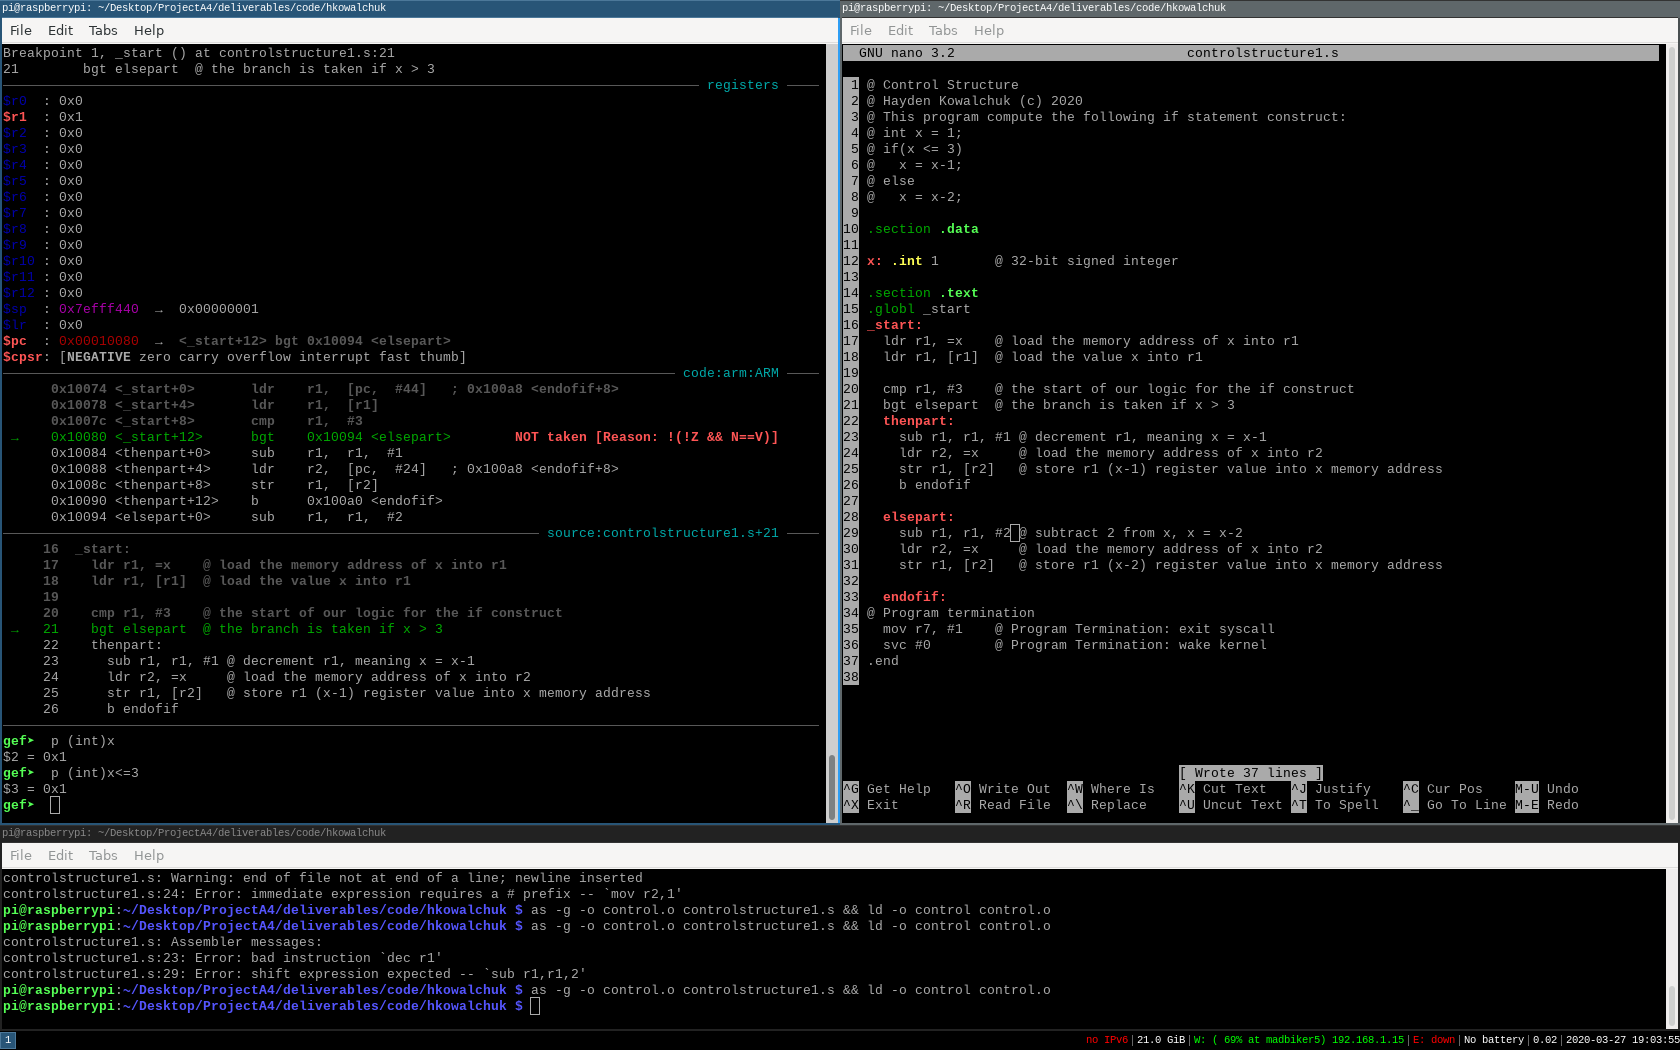 pi@raspberrypi: ~/Desktop/ProjectA4/deliverables/code/hkowalchuk
File Edit Tabs Help
Breakpoint 1, _start () at controlstructure1.s:21
21        bgt elsepart  @ the branch is taken if x > 3
registers
$r0  : 0x0
$r1  : 0x1
$r2  : 0x0
$r3  : 0x0
$r4  : 0x0
$r5  : 0x0
$r6  : 0x0
$r7  : 0x0
$r8  : 0x0
$r9  : 0x0
$r10 : 0x0
$r11 : 0x0
$r12 : 0x0
$sp  : 0x7efff440  →  0x00000001
$lr  : 0x0
$pc  : 0x00010080  →  <_start+12> bgt 0x10094 <elsepart>
$cpsr: [NEGATIVE zero carry overflow interrupt fast thumb]
code:arm:ARM
0x10074 <_start+0>       ldr    r1,  [pc,  #44]   ; 0x100a8 <endofif+8>
0x10078 <_start+4>       ldr    r1,  [r1]
0x1007c <_start+8>       cmp    r1,  #3
→    0x10080 <_start+12>      bgt    0x10094 <elsepart>        NOT taken [Reason: !(!Z && N==V)]
0x10084 <thenpart+0>     sub    r1,  r1,  #1
0x10088 <thenpart+4>     ldr    r2,  [pc,  #24]   ; 0x100a8 <endofif+8>
0x1008c <thenpart+8>     str    r1,  [r2]
0x10090 <thenpart+12>    b      0x100a0 <endofif>
0x10094 <elsepart+0>     sub    r1,  r1,  #2
source:controlstructure1.s+21
16  _start:
17    ldr r1, =x    @ load the memory address of x into r1
18    ldr r1, [r1]  @ load the value x into r1
19
20    cmp r1, #3    @ the start of our logic for the if construct
→   21    bgt elsepart  @ the branch is taken if x > 3
22    thenpart:
23      sub r1, r1, #1 @ decrement r1, meaning x = x-1
24      ldr r2, =x     @ load the memory address of x into r2
25      str r1, [r2]   @ store r1 (x-1) register value into x memory address
26      b endofif
gef➤  p (int)x
$2 = 0x1
gef➤  p (int)x<=3
$3 = 0x1
gef➤
pi@raspberrypi: ~/Desktop/ProjectA4/deliverables/code/hkowalchuk
File Edit Tabs Help
GNU nano 3.2                             controlstructure1.s
1 @ Control Structure
2 @ Hayden Kowalchuk (c) 2020
3 @ This program compute the following if statement construct:
4 @ int x = 1;
5 @ if(x <= 3)
6 @   x = x-1;
7 @ else
8 @   x = x-2;
9
10 .section .data
11
12 x: .int 1       @ 32-bit signed integer
13
14 .section .text
15 .globl _start
16 _start:
17   ldr r1, =x    @ load the memory address of x into r1
18   ldr r1, [r1]  @ load the value x into r1
19
20   cmp r1, #3    @ the start of our logic for the if construct
21   bgt elsepart  @ the branch is taken if x > 3
22   thenpart:
23     sub r1, r1, #1 @ decrement r1, meaning x = x-1
24     ldr r2, =x     @ load the memory address of x into r2
25     str r1, [r2]   @ store r1 (x-1) register value into x memory address
26     b endofif
27
28   elsepart:
29     sub r1, r1, #2 @ subtract 2 from x, x = x-2
30     ldr r2, =x     @ load the memory address of x into r2
31     str r1, [r2]   @ store r1 (x-2) register value into x memory address
32
33   endofif:
34 @ Program termination
35   mov r7, #1    @ Program Termination: exit syscall
36   svc #0        @ Program Termination: wake kernel
37 .end
38
[ Wrote 37 lines ]
^G Get Help   ^O Write Out  ^W Where Is   ^K Cut Text   ^J Justify    ^C Cur Pos    M-U Undo
^X Exit       ^R Read File  ^\ Replace    ^U Uncut Text ^T To Spell   ^_ Go To Line M-E Redo
pi@raspberrypi: ~/Desktop/ProjectA4/deliverables/code/hkowalchuk
File Edit Tabs Help
controlstructure1.s: Warning: end of file not at end of a line; newline inserted
controlstructure1.s:24: Error: immediate expression requires a # prefix -- `mov r2,1'
pi@raspberrypi:~/Desktop/ProjectA4/deliverables/code/hkowalchuk $ as -g -o control.o controlstructure1.s && ld -o control control.o
pi@raspberrypi:~/Desktop/ProjectA4/deliverables/code/hkowalchuk $ as -g -o control.o controlstructure1.s && ld -o control control.o
controlstructure1.s: Assembler messages:
controlstructure1.s:23: Error: bad instruction `dec r1'
controlstructure1.s:29: Error: shift expression expected -- `sub r1,r1,2'
pi@raspberrypi:~/Desktop/ProjectA4/deliverables/code/hkowalchuk $ as -g -o control.o controlstructure1.s && ld -o control control.o
pi@raspberrypi:~/Desktop/ProjectA4/deliverables/code/hkowalchuk $
1
no IPv6|21.0 GiB|W: ( 69% at madbiker5) 192.168.1.15|E: down|No battery|0.02|2020-03-27 19:03:55